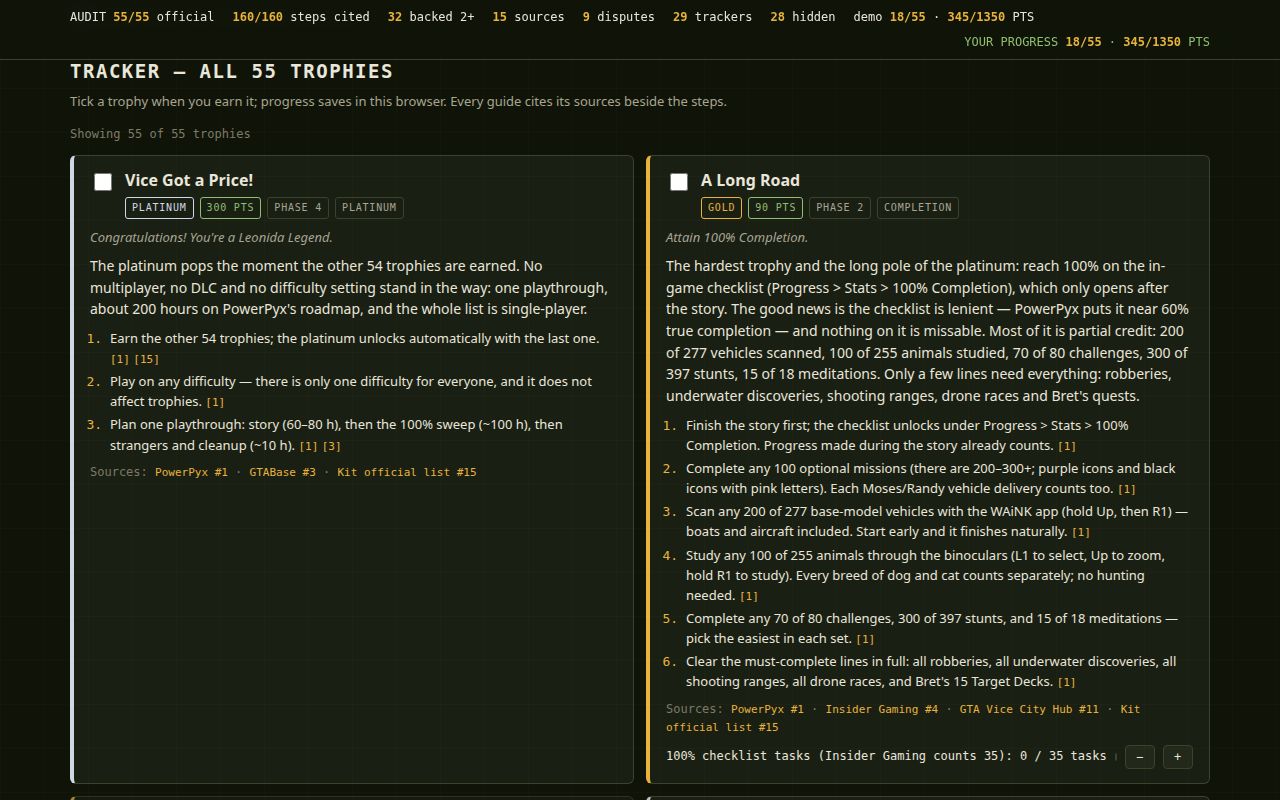 AUDIT 55/55 official 160/160 steps cited 32 backed 2+ 15 sources 9 disputes 29 trackers 28 hidden demo 18/55 · 345/1350 PTS
YOUR PROGRESS 18/55 · 345/1350 PTS
TRACKER — ALL 55 TROPHIES
Tick a trophy when you earn it; progress saves in this browser. Every guide cites its sources beside the steps.
Showing 55 of 55 trophies
Vice Got a Price!
PLATINUM 300 PTS PHASE 4 PLATINUM
Congratulations! You're a Leonida Legend.
The platinum pops the moment the other 54 trophies are earned. No
multiplayer, no DLC and no difficulty setting stand in the way: one playthrough,
about 200 hours on PowerPyx's roadmap, and the whole list is single-player.
1. Earn the other 54 trophies; the platinum unlocks automatically with the last one.
[1] [15]
2. Play on any difficulty — there is only one difficulty for everyone, and it does not
affect trophies. [1]
3. Plan one playthrough: story (60–80 h), then the 100% sweep (~100 h), then
strangers and cleanup (~10 h). [1] [3]
Sources: PowerPyx #1 · GTABase #3 · Kit official list #15
A Long Road
GOLD 90 PTS PHASE 2 COMPLETION
Attain 100% Completion.
The hardest trophy and the long pole of the platinum: reach 100% on the in-
game checklist (Progress > Stats > 100% Completion), which only opens after
the story. The good news is the checklist is lenient — PowerPyx puts it near 60%
true completion — and nothing on it is missable. Most of it is partial credit: 200
of 277 vehicles scanned, 100 of 255 animals studied, 70 of 80 challenges, 300 of
397 stunts, 15 of 18 meditations. Only a few lines need everything: robberies,
underwater discoveries, shooting ranges, drone races and Bret's quests.
1. Finish the story first; the checklist unlocks under Progress > Stats > 100%
Completion. Progress made during the story already counts. [1]
2. Complete any 100 optional missions (there are 200–300+; purple icons and black
icons with pink letters). Each Moses/Randy vehicle delivery counts too. [1]
3. Scan any 200 of 277 base-model vehicles with the WAiNK app (hold Up, then R1) —
boats and aircraft included. Start early and it finishes naturally. [1]
4. Study any 100 of 255 animals through the binoculars (L1 to select, Up to zoom,
hold R1 to study). Every breed of dog and cat counts separately; no hunting
needed. [1]
5. Complete any 70 of 80 challenges, 300 of 397 stunts, and 15 of 18 meditations —
pick the easiest in each set. [1]
6. Clear the must-complete lines in full: all robberies, all underwater discoveries, all
shooting ranges, all drone races, and Bret's 15 Target Decks. [1]
Sources: PowerPyx #1 · Insider Gaming #4 · GTA Vice City Hub #11 · Kit
official list #15
100% checklist tasks (Insider Gaming counts 35): 0 / 35 tasks − +